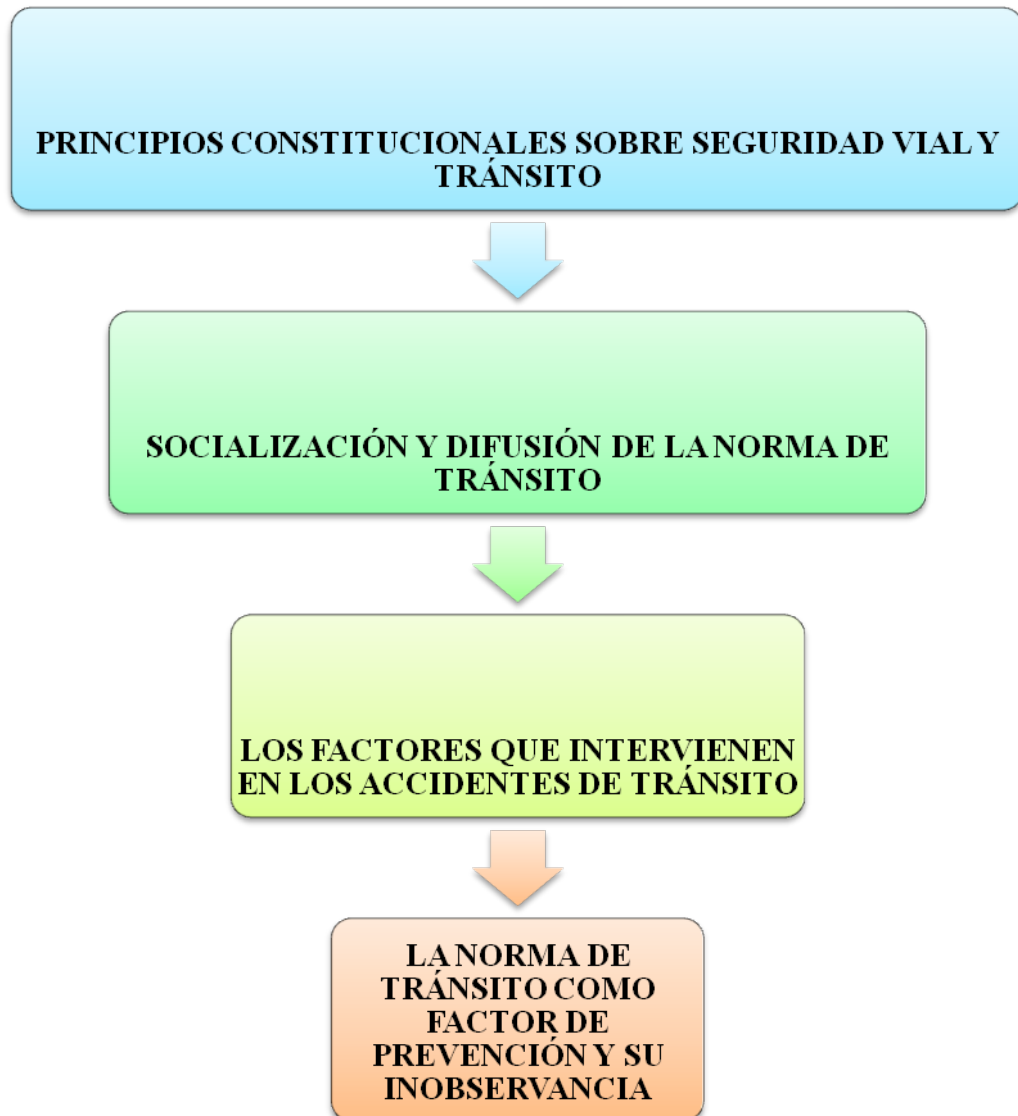 PRINCIPIOS CONSTITUCIONALES SOBRE SEGURIDAD VIAL Y
TRÁNSITO
SOCIALIZACIÓN Y DIFUSIÓN DE LA NORMA DE
TRÁNSITO
LOS FACTORES QUE INTERVIENEN
EN LOS ACCIDENTES DE TRÁNSITO
LA NORMA DE
TRÁNSITO COMO
FACTOR DE
PREVENCIÓN Y SU
INOBSERVANCIA